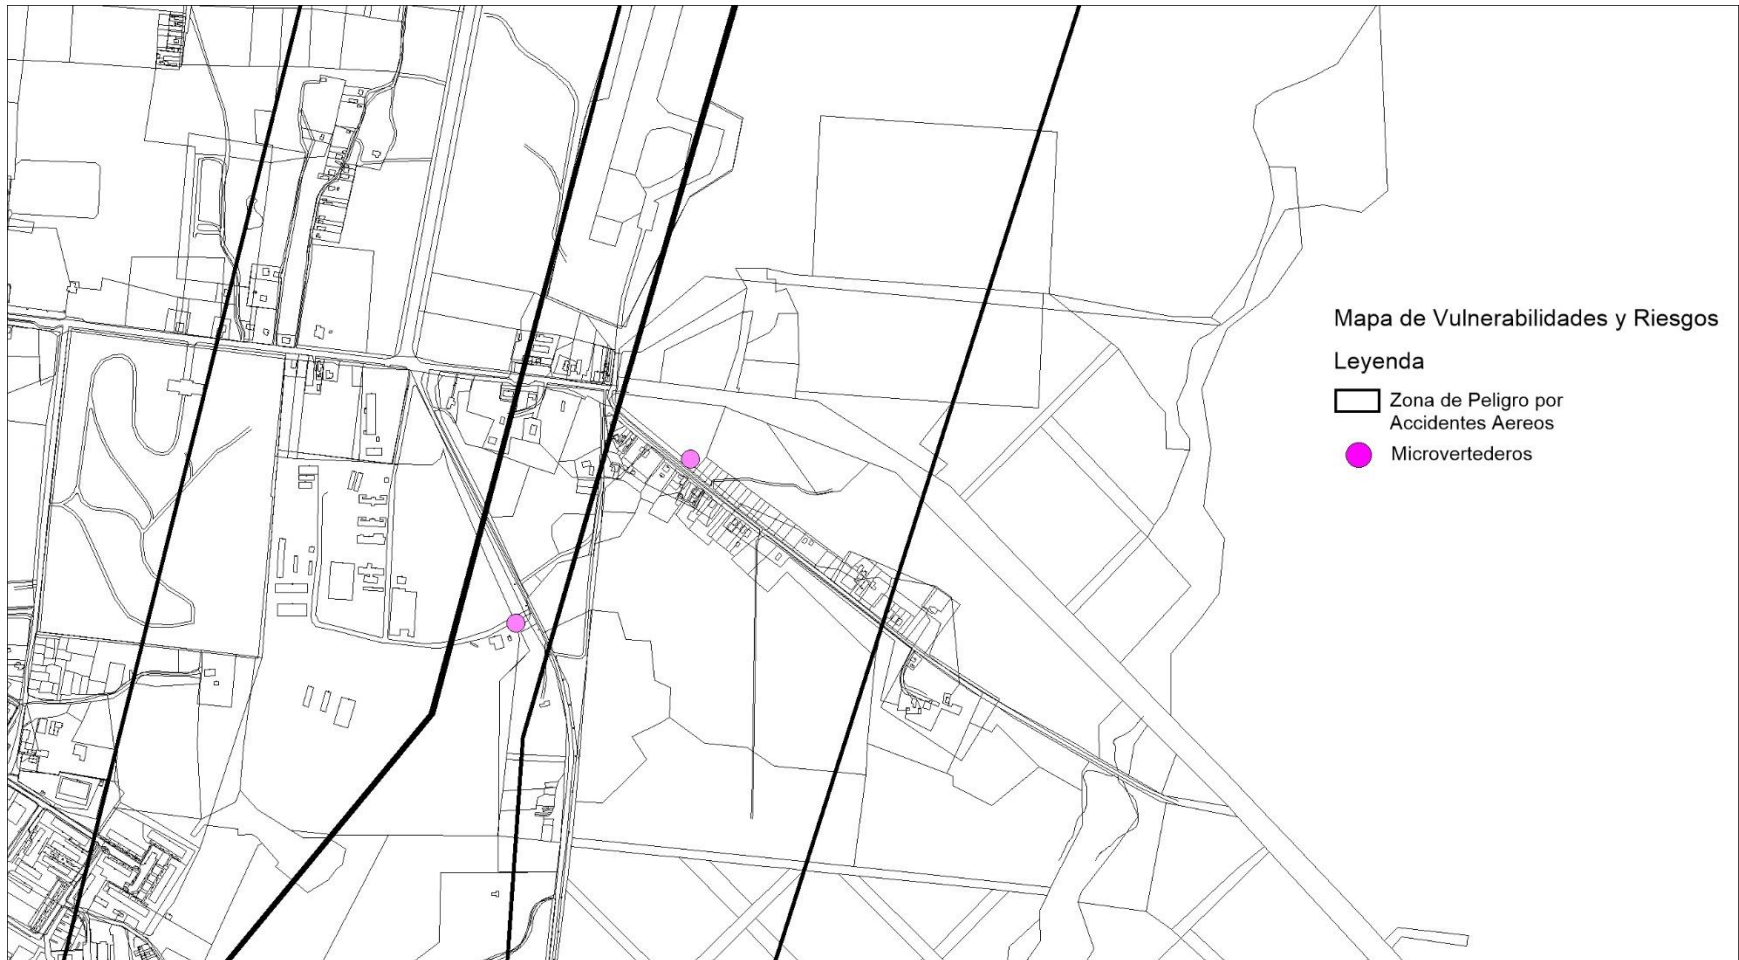 Mapa de Vulnerabilidades y Riesgos
Leyenda
Zona de Peligro por
Accidentes Aereos
Microvertederos